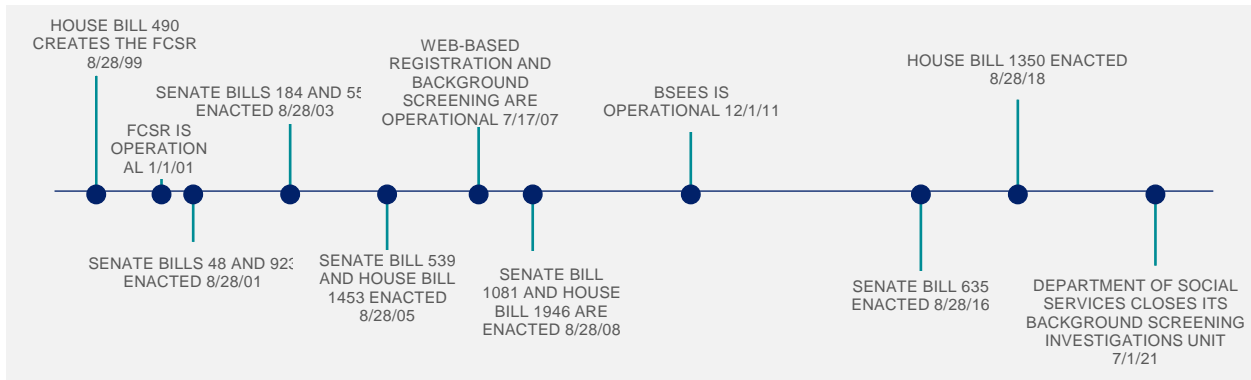 HOUSE BILL 490
CREATES THE FCSR
8/28/99
FCSR IS
OPERATION
AL 1/1/01
SENATE BILLS 48 AND 923
ENACTED 8/28/01
SENATE BILLS 184 AND 55
ENACTED 8/28/03
SENATE BILL 539
AND HOUSE BILL
1453 ENACTED
8/28/05
WEB-BASED
REGISTRATION AND
BACKGROUND
SCREENING ARE
OPERATIONAL 7/17/07
SENATE BILL
1081 AND HOUSE
BILL 1946 ARE
ENACTED 8/28/08
BSEES IS
OPERATIONAL 12/1/11
SENATE BILL 635
ENACTED 8/28/16
HOUSE BILL 1350 ENACTED
8/28/18
DEPARTMENT OF SOCIAL
SERVICES CLOSES ITS
BACKGROUND SCREENING
INVESTIGATIONS UNIT
7/1/21